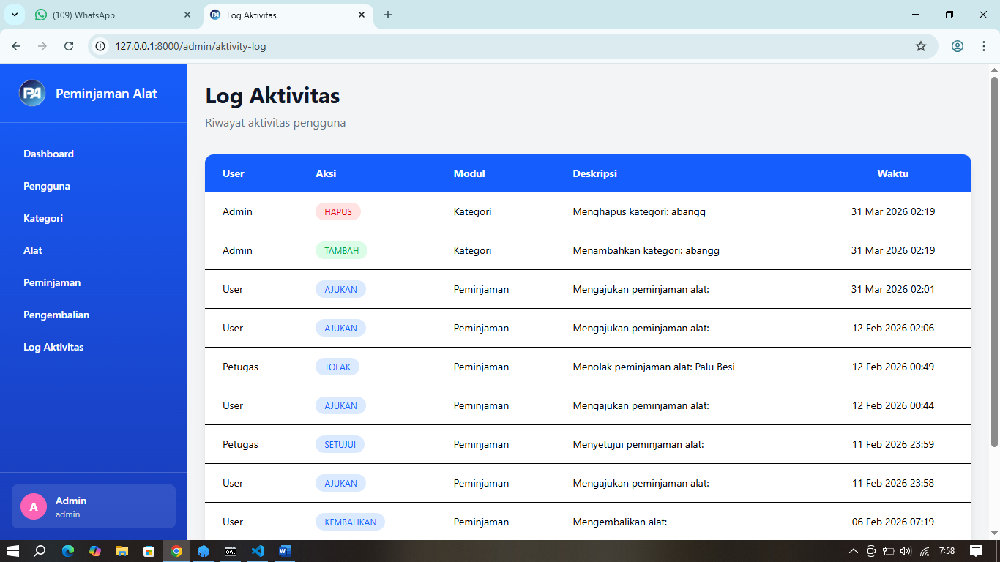 (109) WhatsApp
Log Aktivitas
127.0.0.1:8000/admin/aktivity-log
PA Peminjaman Alat
Dashboard
Pengguna
Kategori
Alat
Peminjaman
Pengembalian
Log Aktivitas
A Admin
admin
Log Aktivitas
Riwayat aktivitas pengguna
User Aksi Modul Deskripsi Waktu
Admin HAPUS Kategori Menghapus kategori: abangg 31 Mar 2026 02:19
Admin TAMBAH Kategori Menambahkan kategori: abangg 31 Mar 2026 02:19
User AJUKAN Peminjaman Mengajukan peminjaman alat: 31 Mar 2026 02:01
User AJUKAN Peminjaman Mengajukan peminjaman alat: 12 Feb 2026 02:06
Petugas TOLAK Peminjaman Menolak peminjaman alat: Palu Besi 12 Feb 2026 00:49
User AJUKAN Peminjaman Mengajukan peminjaman alat: 12 Feb 2026 00:44
Petugas SETUJUI Peminjaman Menyetujui peminjaman alat: 11 Feb 2026 23:59
User AJUKAN Peminjaman Mengajukan peminjaman alat: 11 Feb 2026 23:58
User KEMBALIKAN Peminjaman Mengembalikan alat: 06 Feb 2026 07:19
7:58